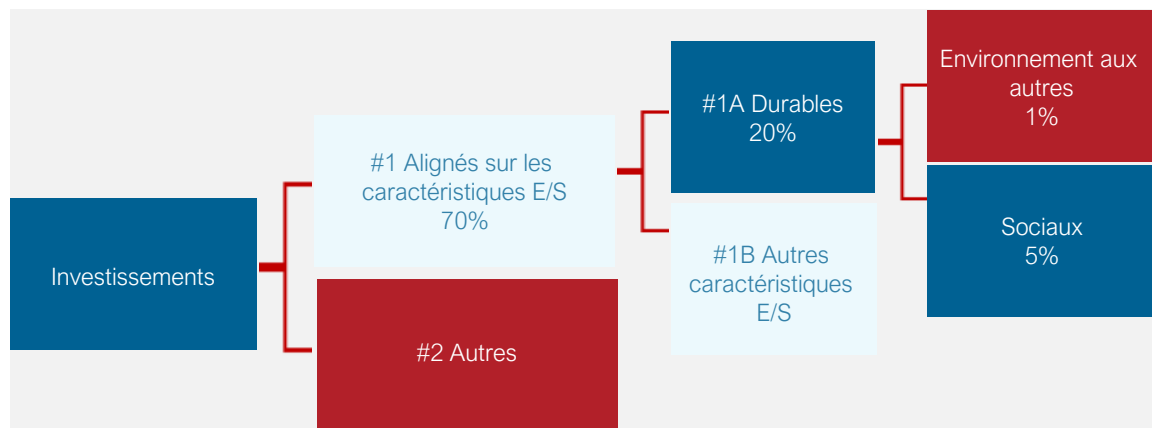 Investissements
#1 Alignés sur les
caractéristiques E/S
70%
#2 Autres
#1A Durables
20%
#1B Autres
caractéristiques
E/S
Environnement aux
autres
1%
Sociaux
5%